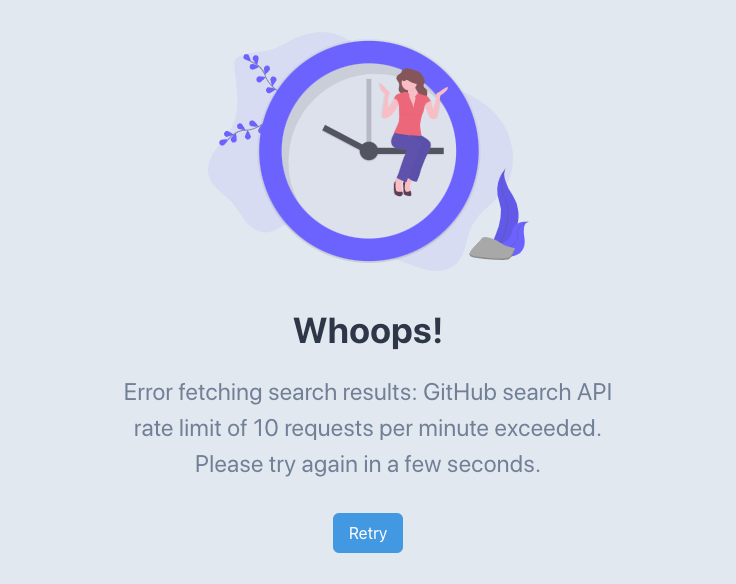 Whoops!
Error fetching search results: GitHub search API
rate limit of 10 requests per minute exceeded.
Please try again in a few seconds.
Retry